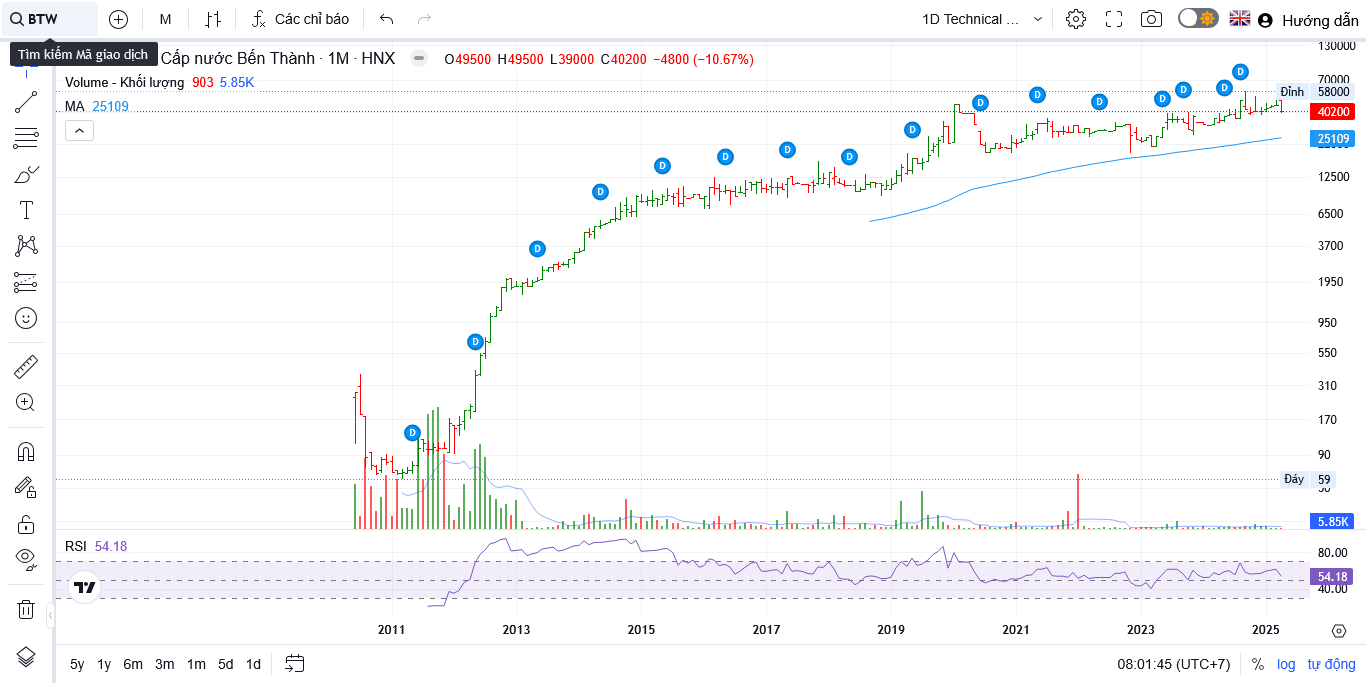 BTW
M
Các chỉ báo
1D Technical ...
Hướng dẫn
Tìm kiếm Mã giao dịch
Cấp nước Bến Thành · 1M · HNX
O49500 H49500 L39000 C40200 −4800 (−10.67%)
Volume - Khối lượng 903 5.85K
MA 25109
130000
70000
Đỉnh 58000
40200
25109
12500
6500
3700
1950
950
550
310
170
90
Đáy 59
5.85K
D D D D D D D D D D D D D D D D D
RSI 54.18
80.00
54.18
40.00
2011 2013 2015 2017 2019 2021 2023 2025
5y 1y 6m 3m 1m 5d 1d
08:01:45 (UTC+7) % log tự động